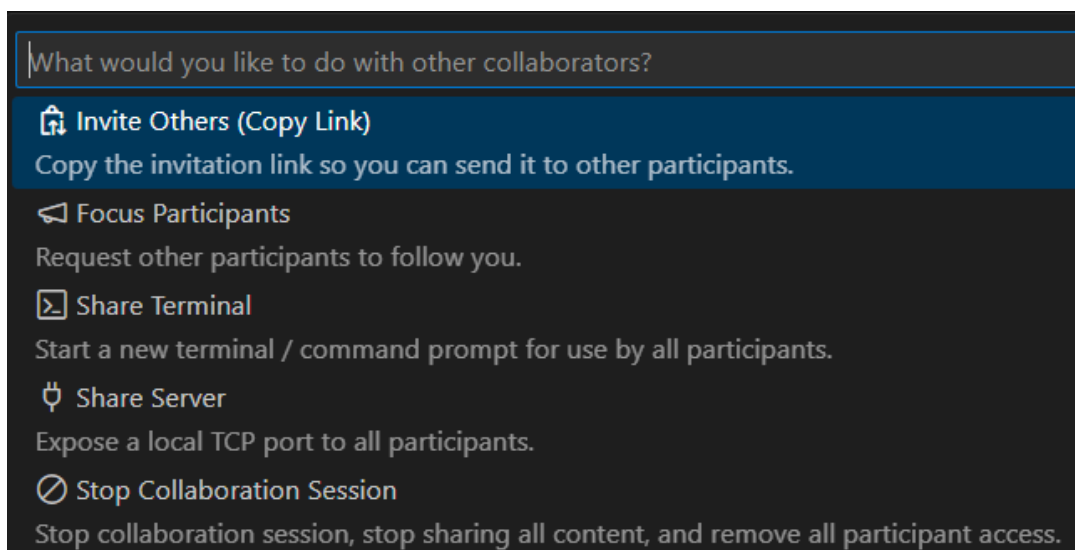 What would you like to do with other collaborators?
Invite Others (Copy Link)
Copy the invitation link so you can send it to other participants.
Focus Participants
Request other participants to follow you.
Share Terminal
Start a new terminal / command prompt for use by all participants.
Share Server
Expose a local TCP port to all participants.
Stop Collaboration Session
Stop collaboration session, stop sharing all content, and remove all participant access.